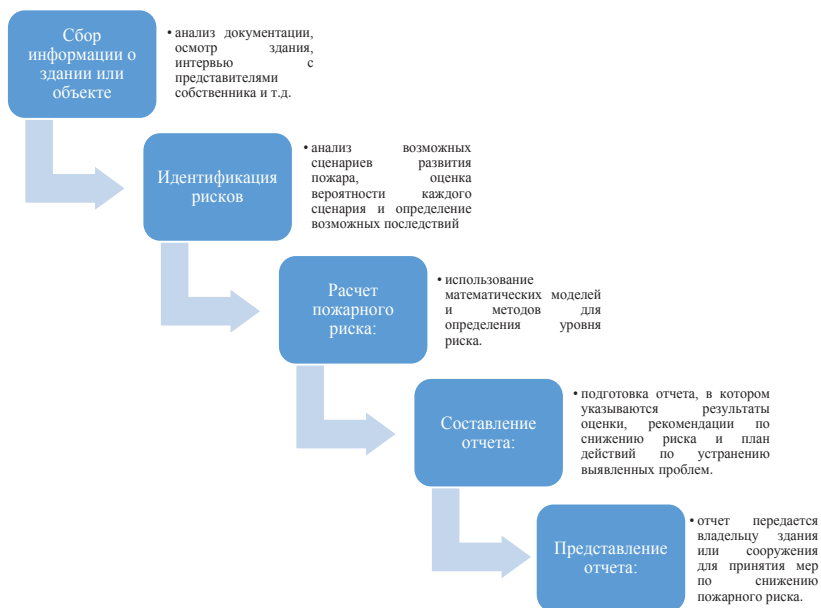 Сбор
информации о
здании или
объекте
• анализ документации,
осмотр здания,
интервью с
представителями
собственника и т.д.
Идентификация
рисков
• анализ возможных
сценариев развития
пожара, оценка
вероятности каждого
сценария и определение
возможных последствий
Расчет
пожарного
риска:
• использование
математических моделей
и методов для
определения уровня
риска.
Составление
отчета:
• подготовка отчета, в котором
указываются результаты
оценки, рекомендации по
снижению риска и план
действий по устранению
выявленных проблем.
Представление
отчета:
• отчет передается
владельцу здания
или сооружения
для принятия мер
по снижению
пожарного риска.